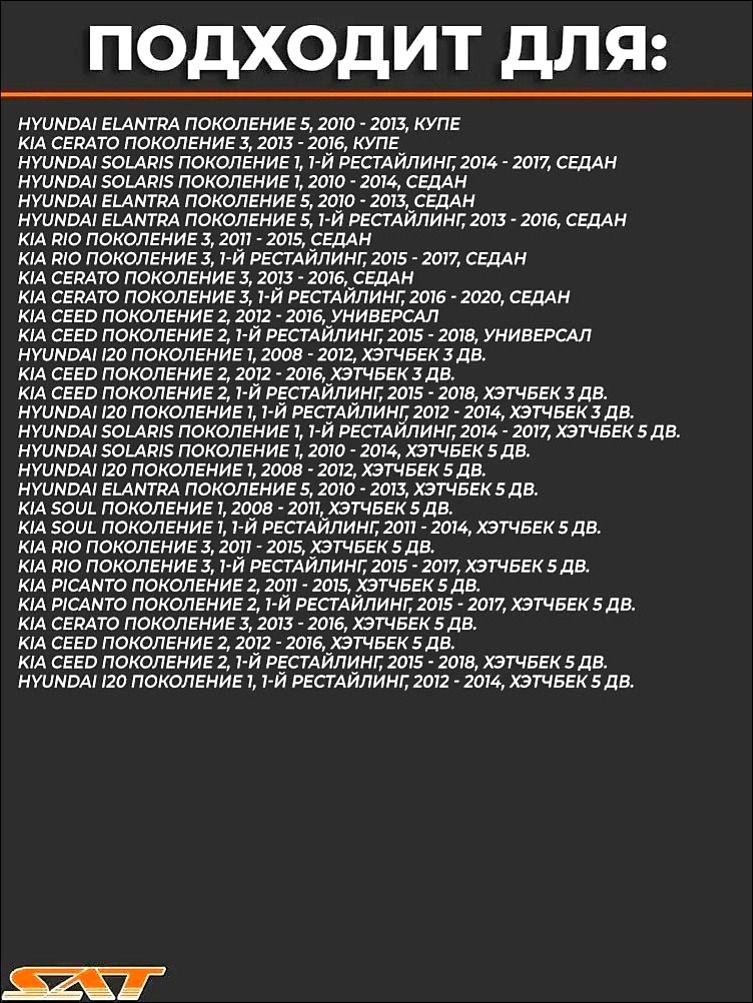 ПОДХОДИТ ДЛЯ:
HYUNDAI ELANTRA ПОКОЛЕНИЕ 5, 2010 - 2013, КУПЕ
KIA CERATO ПОКОЛЕНИЕ 3, 2013 - 2016, КУПЕ
HYUNDAI SOLARIS ПОКОЛЕНИЕ 1, 1-Й РЕСТАЙЛИНГ, 2014 - 2017, СЕДАН
HYUNDAI SOLARIS ПОКОЛЕНИЕ 1, 2010 - 2014, СЕДАН
HYUNDAI ELANTRA ПОКОЛЕНИЕ 5, 2010 - 2013, СЕДАН
HYUNDAI ELANTRA ПОКОЛЕНИЕ 5, 1-Й РЕСТАЙЛИНГ, 2013 - 2016, СЕДАН
KIA RIO ПОКОЛЕНИЕ 3, 2011 - 2015, СЕДАН
KIA RIO ПОКОЛЕНИЕ 3, 1-Й РЕСТАЙЛИНГ, 2015 - 2017, СЕДАН
KIA CERATO ПОКОЛЕНИЕ 3, 2013 - 2016, СЕДАН
KIA CERATO ПОКОЛЕНИЕ 3, 1-Й РЕСТАЙЛИНГ, 2016 - 2020, СЕДАН
KIA CEED ПОКОЛЕНИЕ 2, 2012 - 2016, УНИВЕРСАЛ
KIA CEED ПОКОЛЕНИЕ 2, 1-Й РЕСТАЙЛИНГ, 2015 - 2018, УНИВЕРСАЛ
HYUNDAI I20 ПОКОЛЕНИЕ 1, 2008 - 2012, ХЭТЧБЕК 3 ДВ.
KIA CEED ПОКОЛЕНИЕ 2, 2012 - 2016, ХЭТЧБЕК 3 ДВ.
KIA CEED ПОКОЛЕНИЕ 2, 1-Й РЕСТАЙЛИНГ, 2015 - 2018, ХЭТЧБЕК 3 ДВ.
HYUNDAI I20 ПОКОЛЕНИЕ 1, 1-Й РЕСТАЙЛИНГ, 2012 - 2014, ХЭТЧБЕК 3 ДВ.
HYUNDAI SOLARIS ПОКОЛЕНИЕ 1, 1-Й РЕСТАЙЛИНГ, 2014 - 2017, ХЭТЧБЕК 5 ДВ.
HYUNDAI SOLARIS ПОКОЛЕНИЕ 1, 2010 - 2014, ХЭТЧБЕК 5 ДВ.
HYUNDAI I20 ПОКОЛЕНИЕ 1, 2008 - 2012, ХЭТЧБЕК 5 ДВ.
HYUNDAI ELANTRA ПОКОЛЕНИЕ 5, 2010 - 2013, ХЭТЧБЕК 5 ДВ.
KIA SOUL ПОКОЛЕНИЕ 1, 2008 - 2011, ХЭТЧБЕК 5 ДВ.
KIA SOUL ПОКОЛЕНИЕ 1, 1-Й РЕСТАЙЛИНГ, 2011 - 2014, ХЭТЧБЕК 5 ДВ.
KIA RIO ПОКОЛЕНИЕ 3, 2011 - 2015, ХЭТЧБЕК 5 ДВ.
KIA RIO ПОКОЛЕНИЕ 3, 1-Й РЕСТАЙЛИНГ, 2015 - 2017, ХЭТЧБЕК 5 ДВ.
KIA PICANTO ПОКОЛЕНИЕ 2, 2011 - 2015, ХЭТЧБЕК 5 ДВ.
KIA PICANTO ПОКОЛЕНИЕ 2, 1-Й РЕСТАЙЛИНГ, 2015 - 2017, ХЭТЧБЕК 5 ДВ.
KIA CERATO ПОКОЛЕНИЕ 3, 2013 - 2016, ХЭТЧБЕК 5 ДВ.
KIA CEED ПОКОЛЕНИЕ 2, 2012 - 2016, ХЭТЧБЕК 5 ДВ.
KIA CEED ПОКОЛЕНИЕ 2, 1-Й РЕСТАЙЛИНГ, 2015 - 2018, ХЭТЧБЕК 5 ДВ.
HYUNDAI I20 ПОКОЛЕНИЕ 1, 1-Й РЕСТАЙЛИНГ, 2012 - 2014, ХЭТЧБЕК 5 ДВ.
SAT